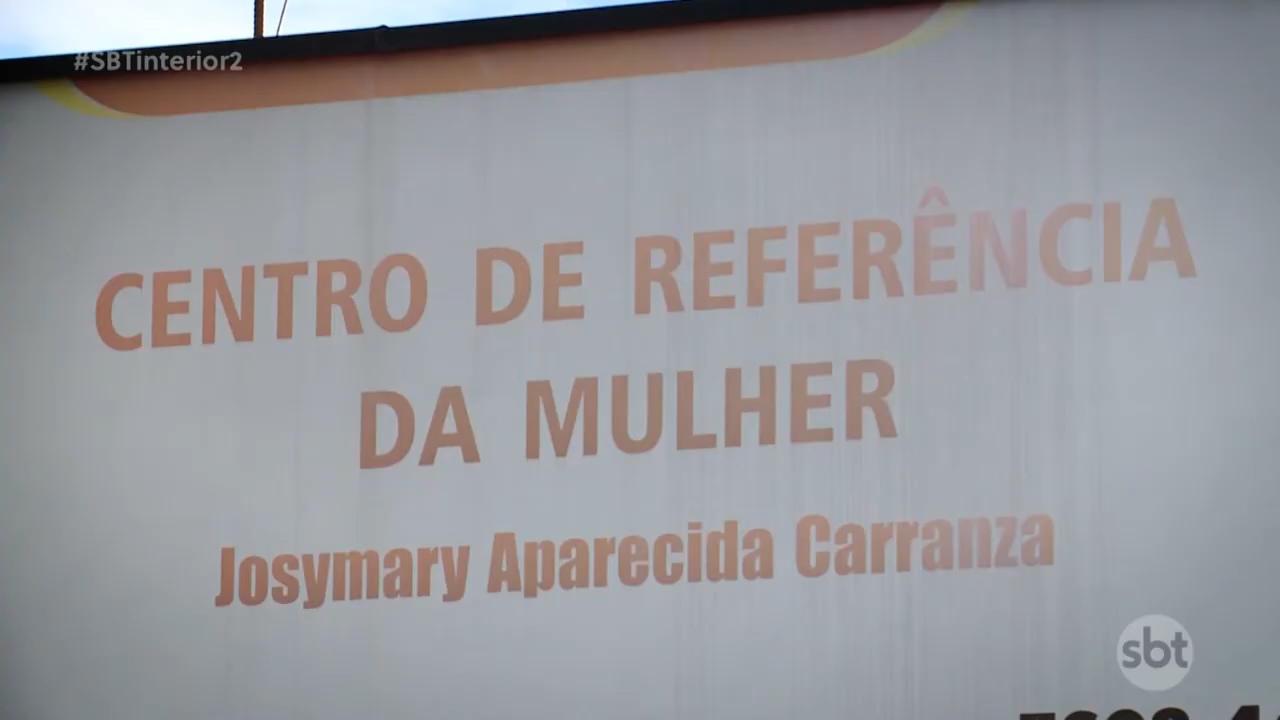 #SBTinterior2
CENTRO DE REFERÊNCIA
DA MULHER
Josymary Aparecida Carranza
sbt